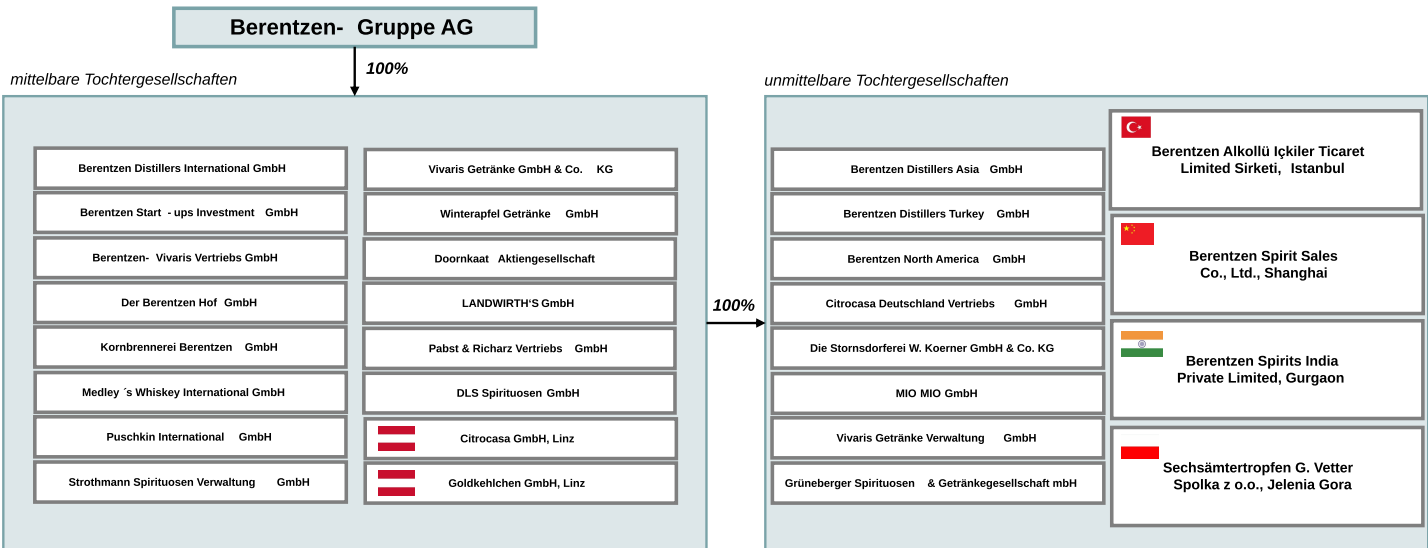 Berentzen- Gruppe AG
100%
mittelbare Tochtergesellschaften
Berentzen Distillers International GmbH
Berentzen Start - ups Investment GmbH
Berentzen- Vivaris Vertriebs GmbH
Der Berentzen Hof GmbH
Kornbrennerei Berentzen GmbH
Medley ´s Whiskey International GmbH
Puschkin International GmbH
Strothmann Spirituosen Verwaltung GmbH
Vivaris Getränke GmbH & Co. KG
Winterapfel Getränke GmbH
Doornkaat Aktiengesellschaft
LANDWIRTH'S GmbH
Pabst & Richarz Vertriebs GmbH
DLS Spirituosen GmbH
Citrocasa GmbH, Linz
Goldkehlchen GmbH, Linz
100%
unmittelbare Tochtergesellschaften
Berentzen Distillers Asia GmbH
Berentzen Distillers Turkey GmbH
Berentzen North America GmbH
Citrocasa Deutschland Vertriebs GmbH
Die Stornsdorferei W. Koerner GmbH & Co. KG
MIO MIO GmbH
Vivaris Getränke Verwaltung GmbH
Grüneberger Spirituosen & Getränkegesellschaft mbH
Berentzen Alkollü Içkiler Ticaret
Limited Sirketi, Istanbul
Berentzen Spirit Sales
Co., Ltd., Shanghai
Berentzen Spirits India
Private Limited, Gurgaon
Sechsämtertropfen G. Vetter
Spolka z o.o., Jelenia Gora